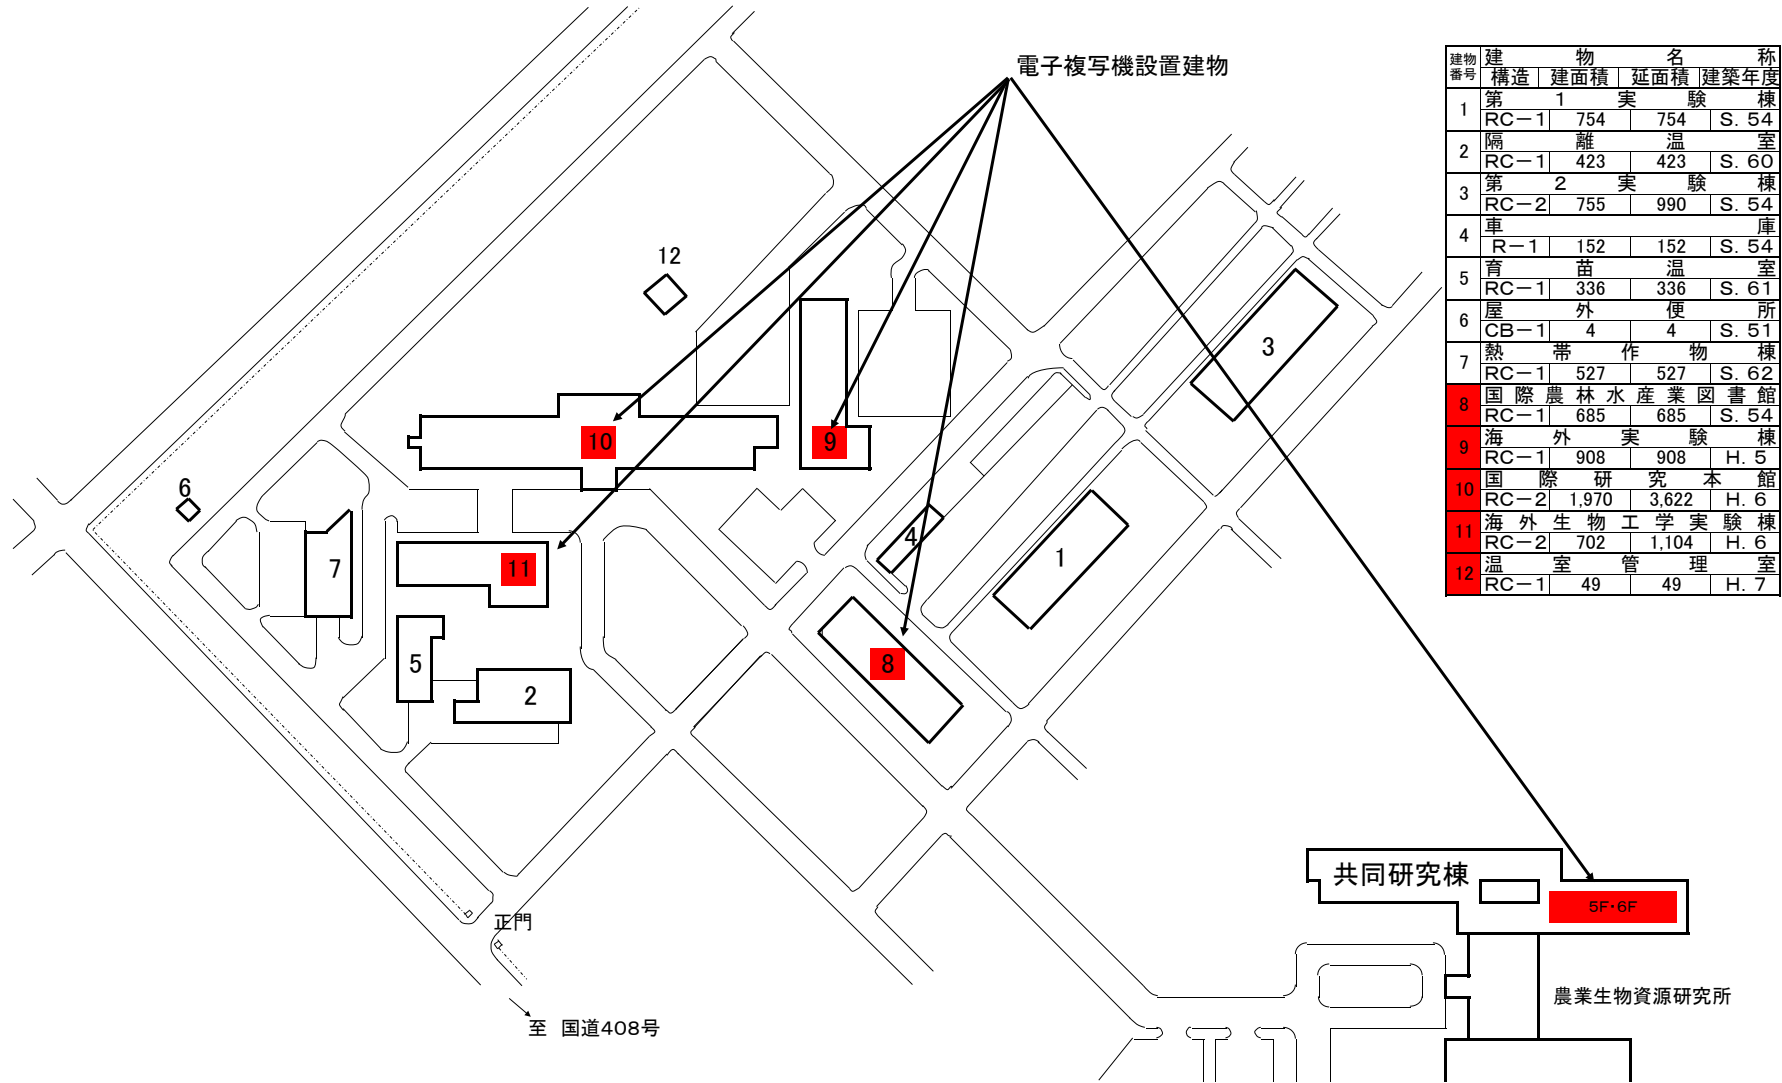 電子複写機設置建物
建物番号 建物名称
構造 建面積 延面積 建築年度
1 第1実験棟
RC－1 754 754 S. 54
2 隔離温室
RC－1 423 423 S. 60
3 第2実験棟
RC－2 755 990 S. 54
4 車庫
R－1 152 152 S. 54
5 育苗温室
RC－1 336 336 S. 61
6 屋外便所
CB－1 4 4 S. 51
7 熱帯作物棟
RC－1 527 527 S. 62
8 国際農林水産業図書館
RC－1 685 685 S. 54
9 海外実験棟
RC－1 908 908 H. 5
10 国際研究本館
RC－2 1,970 3,622 H. 6
11 海外生物工学実験棟
RC－2 702 1,104 H. 6
12 温室管理室
RC－1 49 49 H. 7
12
3
10
9
6
4
1
7
11
5
8
2
共同研究棟
5F・6F
正門
農業生物資源研究所
至 国道408号